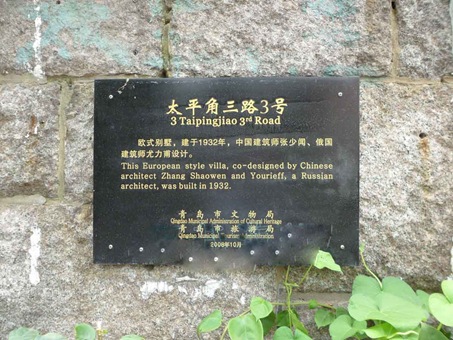 太平角三路3号
3 Taipingjiao 3rd Road
欧式别墅，建于1932年，中国建筑师张少闻、俄国
建筑师尤力甫设计。
This European style villa, co-designed by Chinese
architect Zhang Shaowen and Yourieff, a Russian
architect, was built in 1932.
青岛市文物局
Qingdao Municipal Administration of Cultural Heritage
青岛市旅游局
Qingdao Municipal Tourism Administration
2008年10月